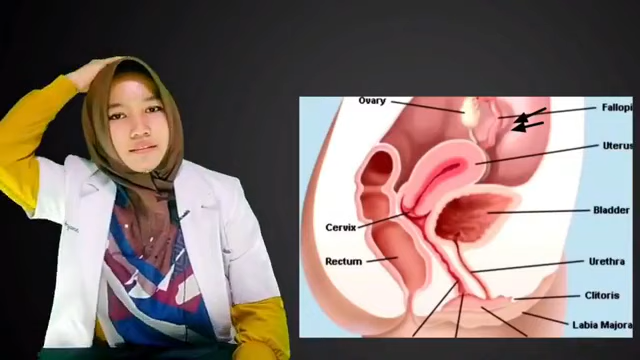 Ovary
Fallopi
Uterus
Bladder
Cervix
Rectum
Urethra
Clitoris
Labia Majora